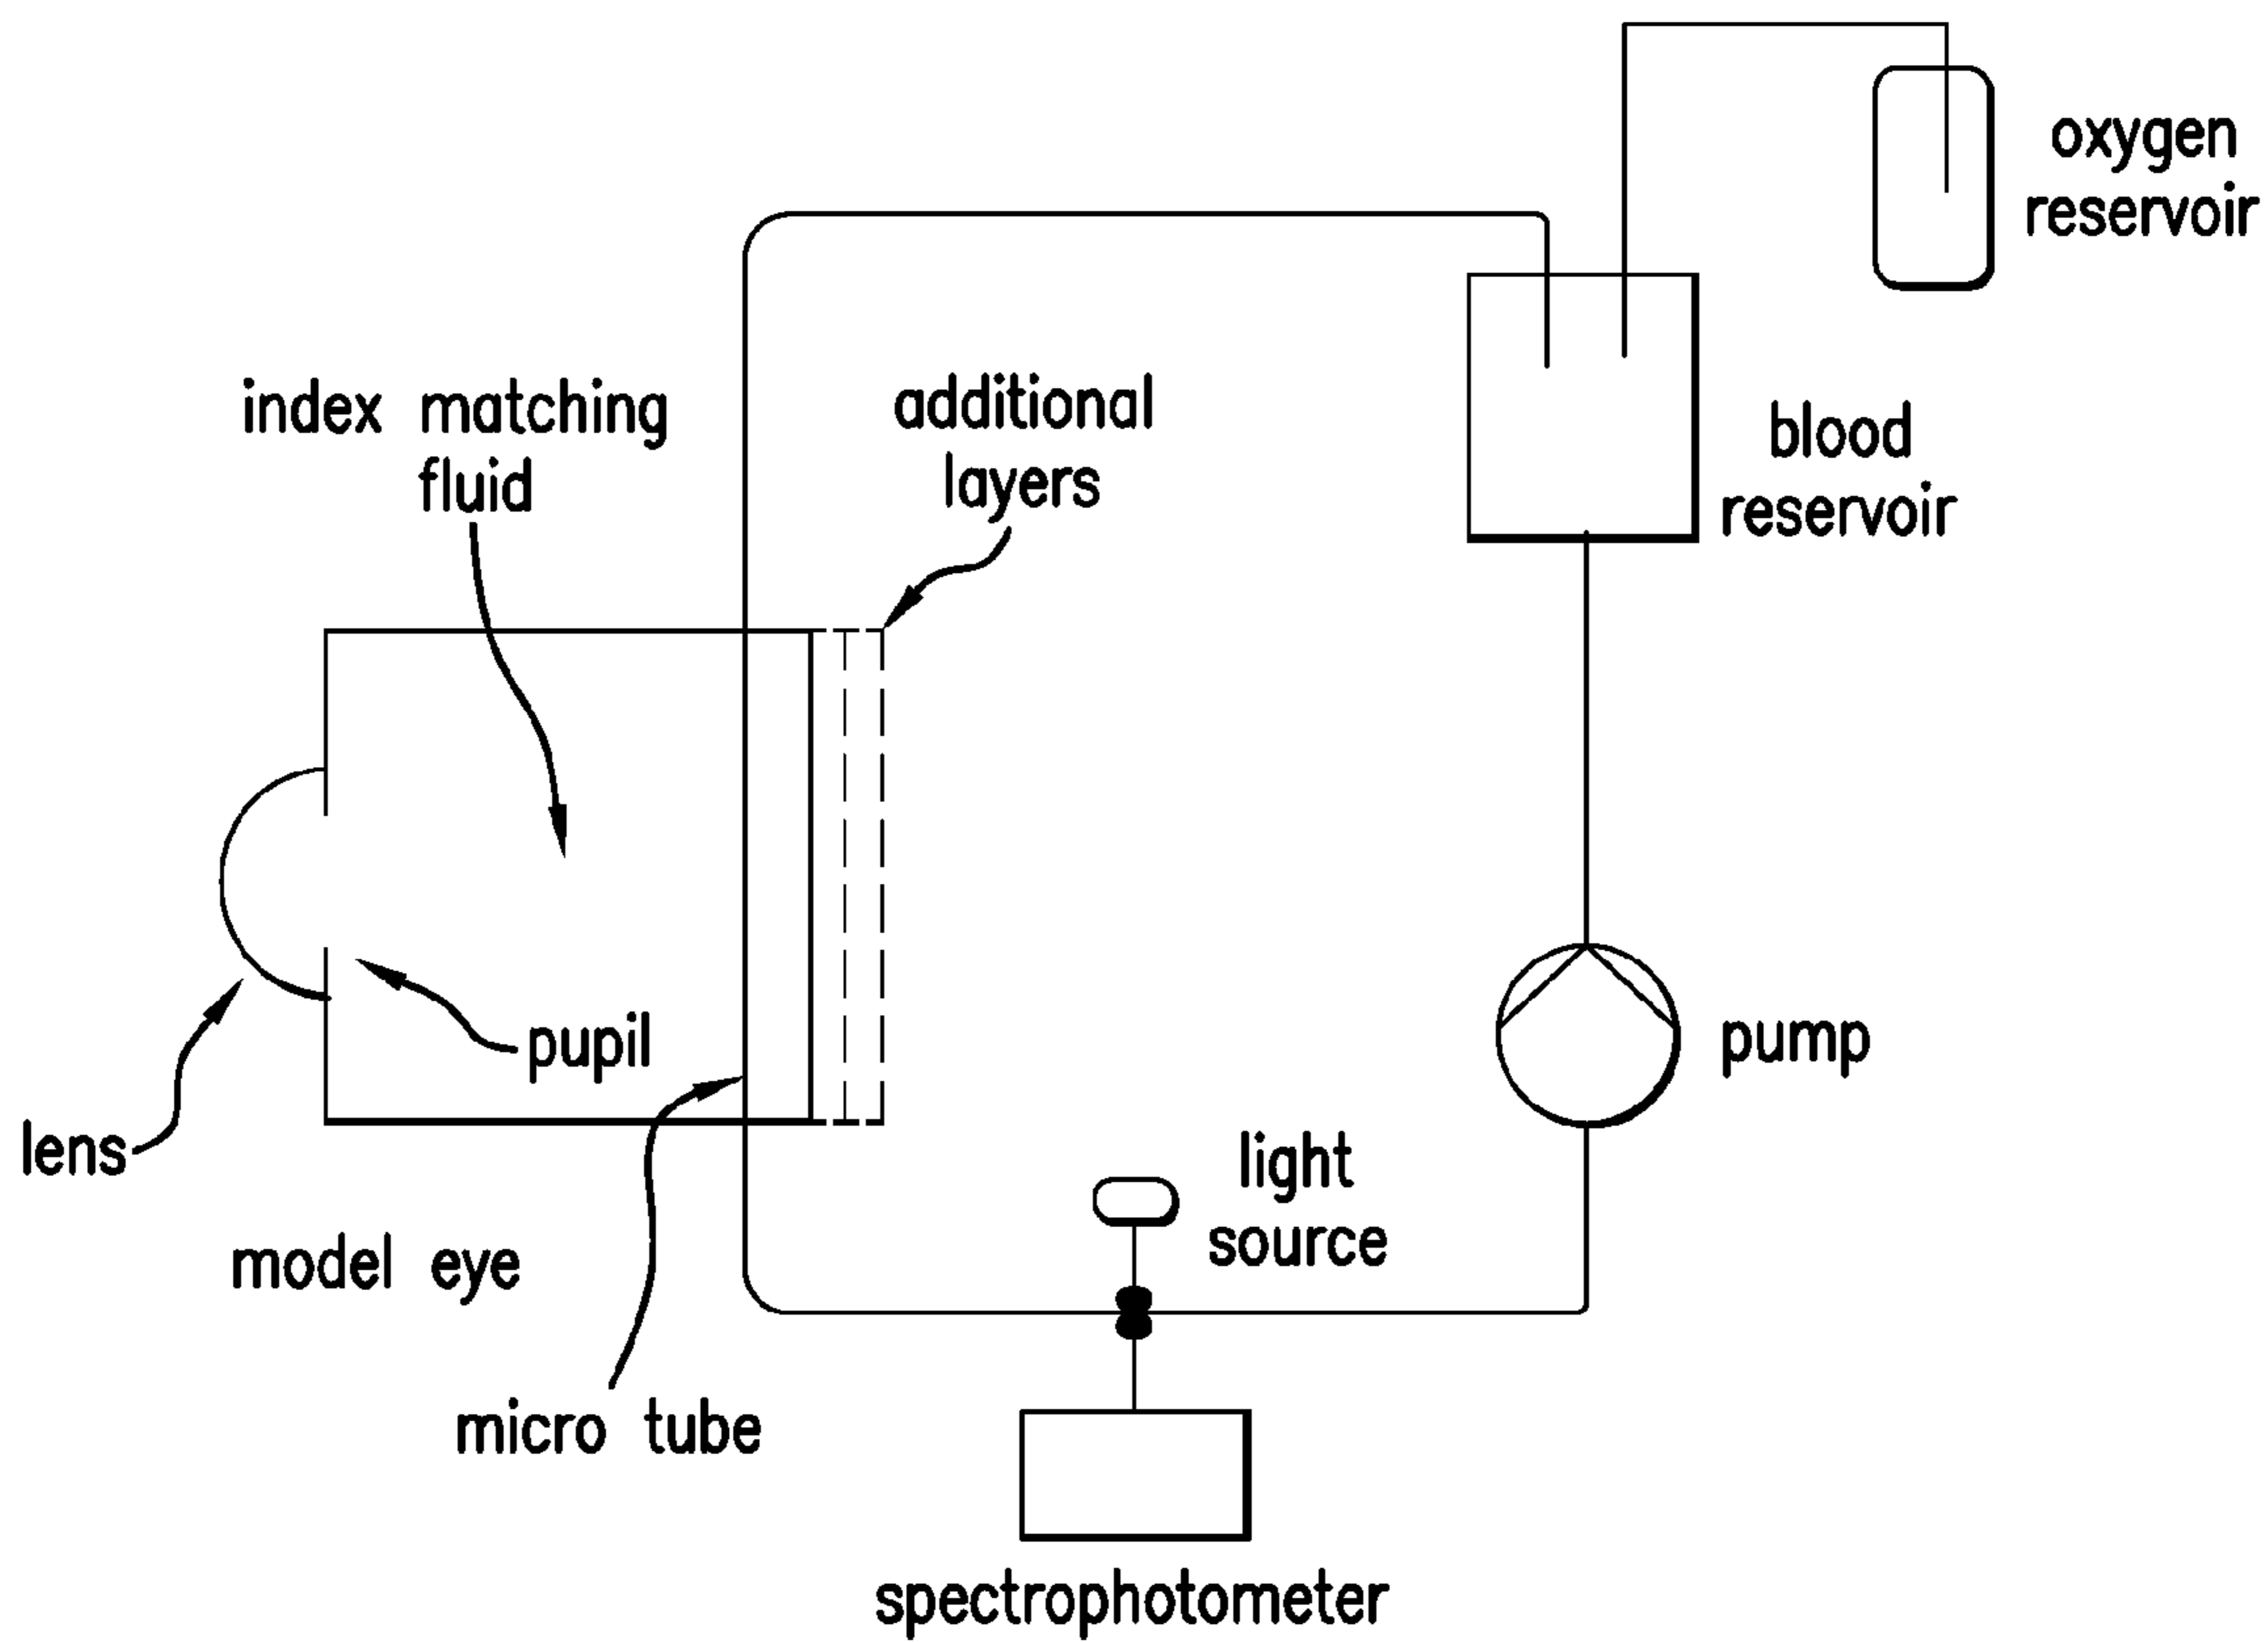 oxygen
reservoir
index matching
fluid
additional
layers
blood
reservoir
pupil
pump
lens
light
source
model eye
micro tube
spectrophotometer